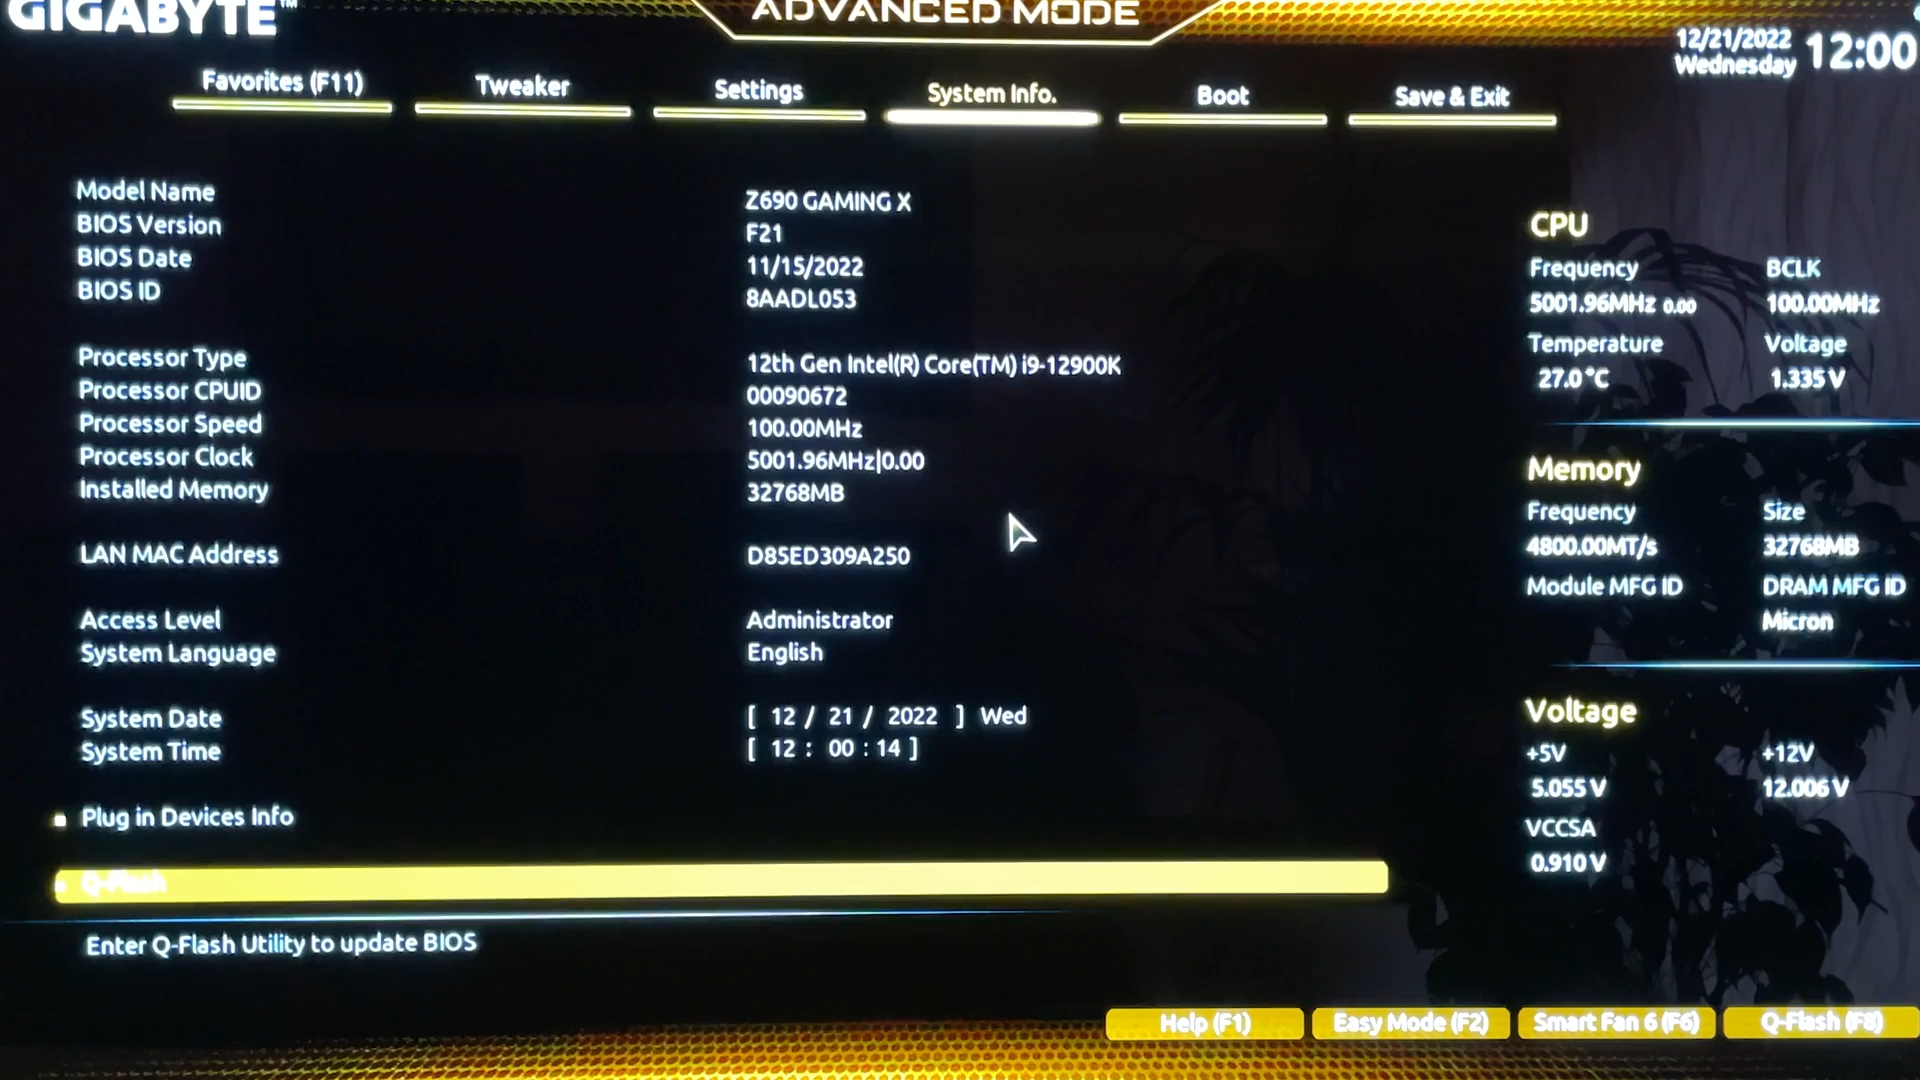 GIGABYTE™
ADVANCED MODE
12/21/2022
Wednesday
12:00
Favorites (F11)
Tweaker
Settings
System Info.
Boot
Save & Exit
Model Name Z690 GAMING X
BIOS Version F21
BIOS Date 11/15/2022
BIOS ID 8AADL053
Processor Type 12th Gen Intel(R) Core(TM) i9-12900K
Processor CPUID 00090672
Processor Speed 100.00MHz
Processor Clock 5001.96MHz|0.00
Installed Memory 32768MB
LAN MAC Address D85ED309A250
Access Level Administrator
System Language English
System Date [ 12 / 21 / 2022 ] Wed
System Time [ 12 : 00 : 14 ]
Plug in Devices Info
Q-Flash
Enter Q-Flash Utility to update BIOS
CPU
Frequency BCLK
5001.96MHz 0.00 100.00MHz
Temperature Voltage
27.0 °C 1.335 V
Memory
Frequency Size
4800.00MT/s 32768MB
Module MFG ID DRAM MFG ID
Micron
Voltage
+5V +12V
5.055 V 12.006 V
VCCSA
0.910 V
Help (F1)
Easy Mode (F2)
Smart Fan 6 (F6)
Q-Flash (F8)